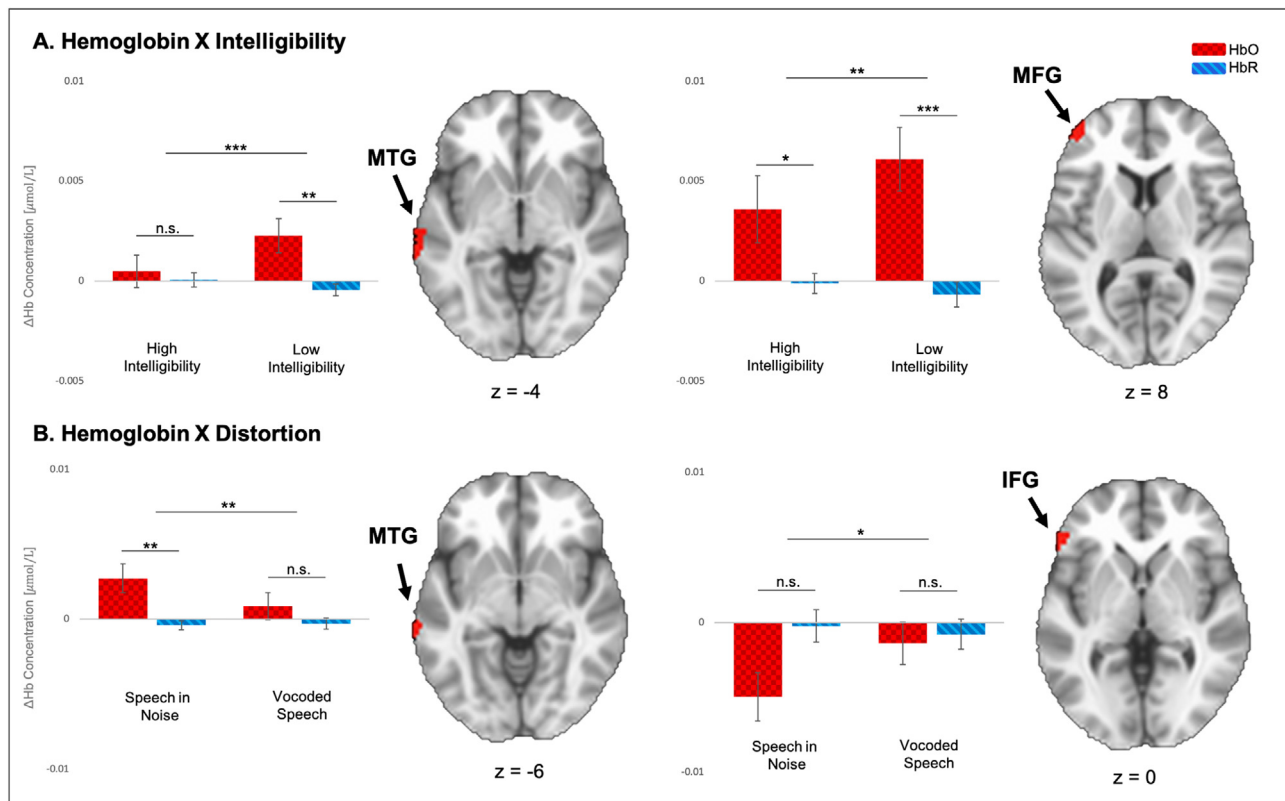 A. Hemoglobin X Intelligibility
HbO
HbR
ΔHb Concentration [μmol/L]
0.01
0.005
0
-0.005
***
n.s.
**
High
Intelligibility
Low
Intelligibility
MTG
z = -4
0.01
0.005
0
-0.005
**
*
***
High
Intelligibility
Low
Intelligibility
MFG
z = 8
B. Hemoglobin X Distortion
ΔHb Concentration [μmol/L]
0.01
0
-0.01
**
**
n.s.
Speech in
Noise
Vocoded
Speech
MTG
z = -6
0.01
0
-0.01
*
n.s.
n.s.
Speech in
Noise
Vocoded
Speech
IFG
z = 0